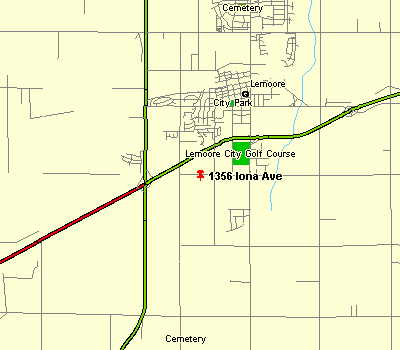 Cemetery
Lemoore
City Park
Lemoore City Golf Course
1356 Iona Ave
Cemetery